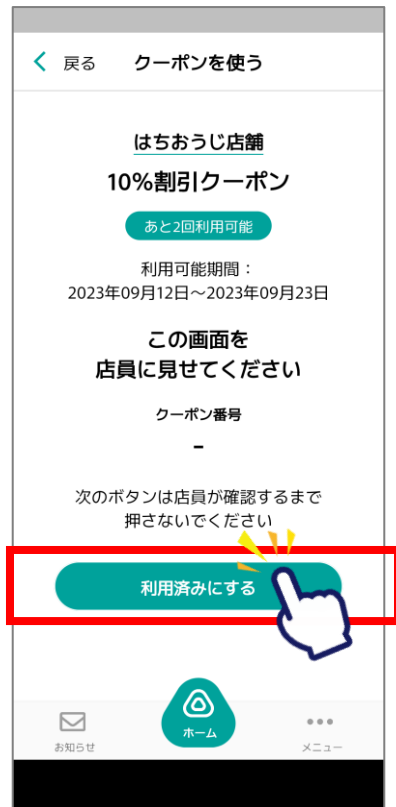 戻る クーポンを使う
はちおうじ店舗
10%割引クーポン
あと2回利用可能
利用可能期間：
2023年09月12日～2023年09月23日
この画面を
店員に見せてください
クーポン番号
-
次のボタンは店員が確認するまで
押さないでください
利用済みにする
お知らせ ホーム メニュー